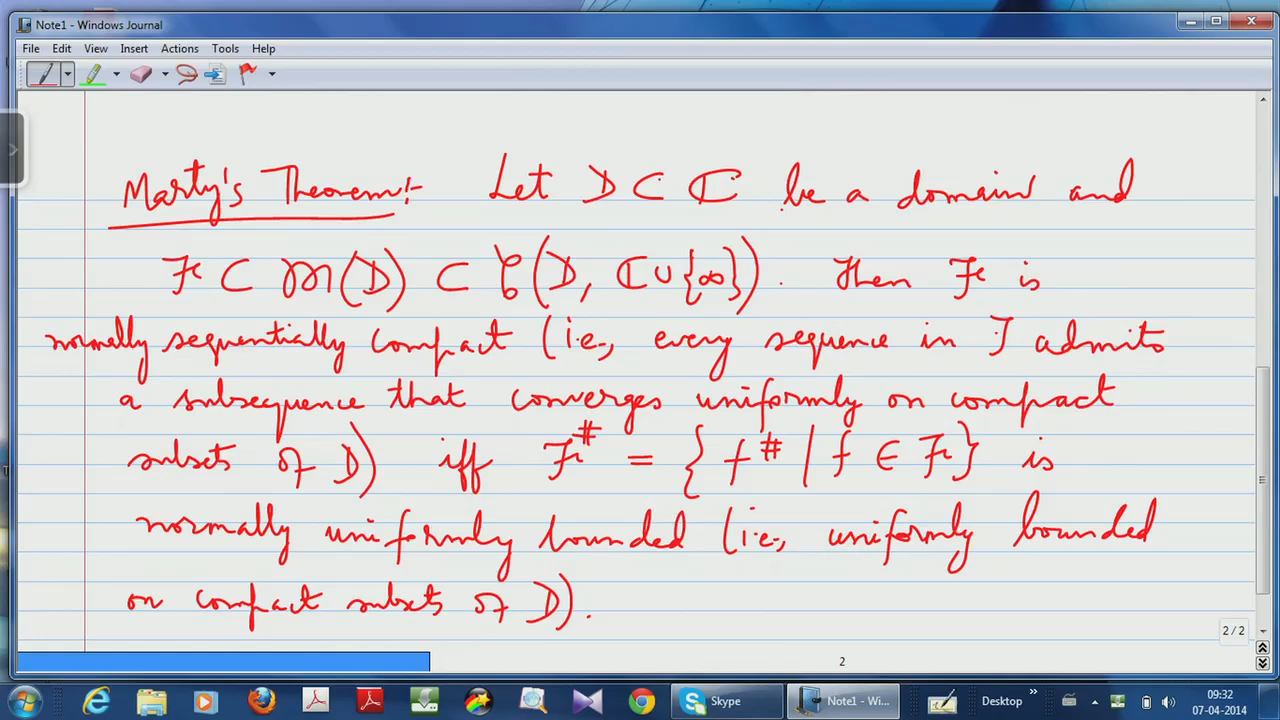 Note1 - Windows Journal
File Edit View Insert Actions Tools Help
Marty's Theorem:- Let D ⊂ ℂ be a domain and
ℱ ⊂ 𝓜(D) ⊂ 𝒞(D, ℂ∪{∞}). Then ℱ is
normally sequentially compact (i.e., every sequence in ℱ admits
a subsequence that converges uniformly on compact
subsets of D) iff ℱ^# = {f^# | f ∈ ℱ} is
normally uniformly bounded (i.e., uniformly bounded
on compact subsets of D).
2/2
2
Skype Note1 - Wi... Desktop 09:32
07-04-2014